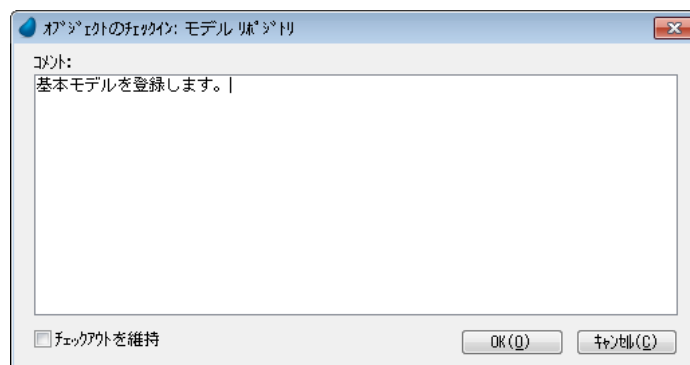 ｵﾌﾞｼﾞｪｸﾄのﾁｪｯｸｲﾝ: モデル ﾘﾎﾟｼﾞﾄﾘ
ｺﾒﾝﾄ:
基本モデルを登録します。
ﾁｪｯｸｱｳﾄを維持
OK(O) ｷｬﾝｾﾙ(C)